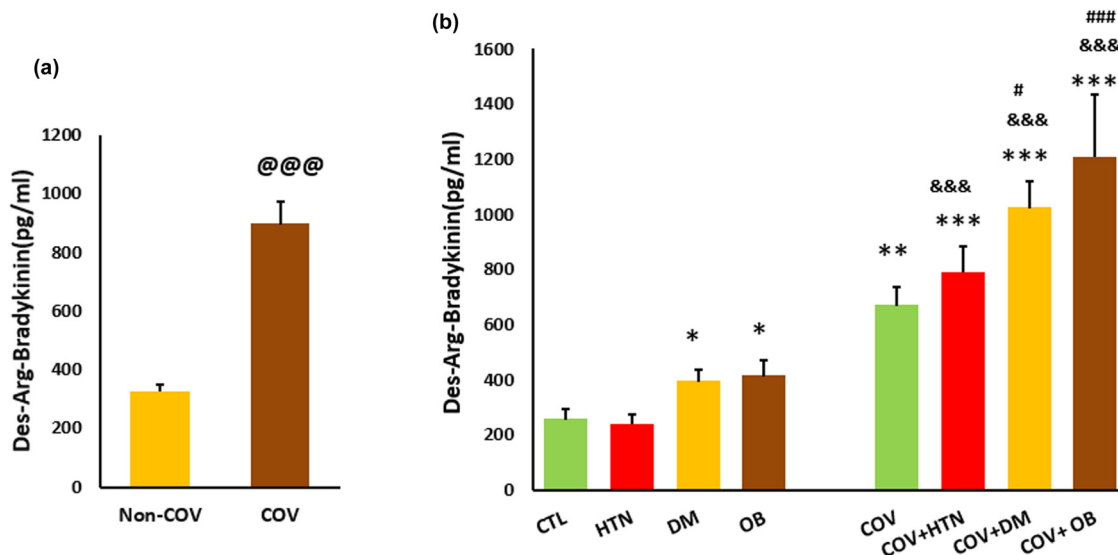 (a)
Des-Arg-Bradykinin(pg/ml)
1200
1000
800
600
400
200
0
@@@
Non-COV
COV
(b)
Des-Arg-Bradykinin(pg/ml)
1600
1400
1200
1000
800
600
400
200
0
*
*
**
&&&
***
#
&&&
***
###
&&&
***
CTL
HTN
DM
OB
COV
COV+HTN
COV+DM
COV+ OB